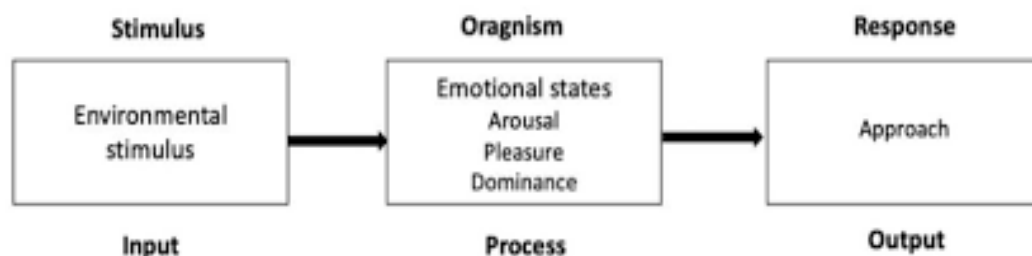 Stimulus
Oragnism
Response
Environmental
stimulus
Emotional states
Arousal
Pleasure
Dominance
Approach
Input
Process
Output